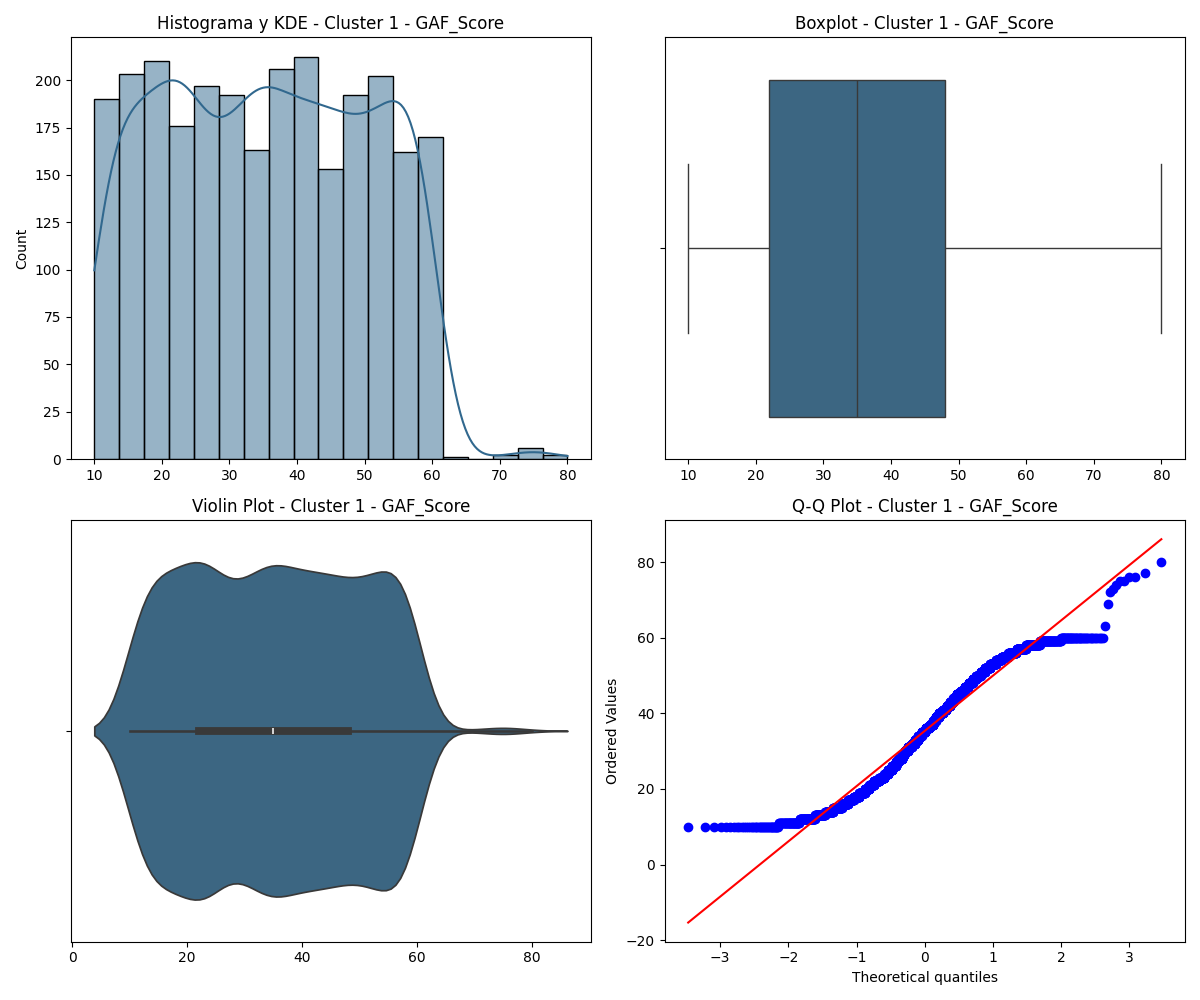 Histograma y KDE - Cluster 1 - GAF_Score
Count
200
175
150
125
100
75
50
25
0
10 20 30 40 50 60 70 80
Boxplot - Cluster 1 - GAF_Score
10 20 30 40 50 60 70 80
Violin Plot - Cluster 1 - GAF_Score
0 20 40 60 80
Q-Q Plot - Cluster 1 - GAF_Score
Ordered Values
80
60
40
20
0
−20
−3 −2 −1 0 1 2 3
Theoretical quantiles